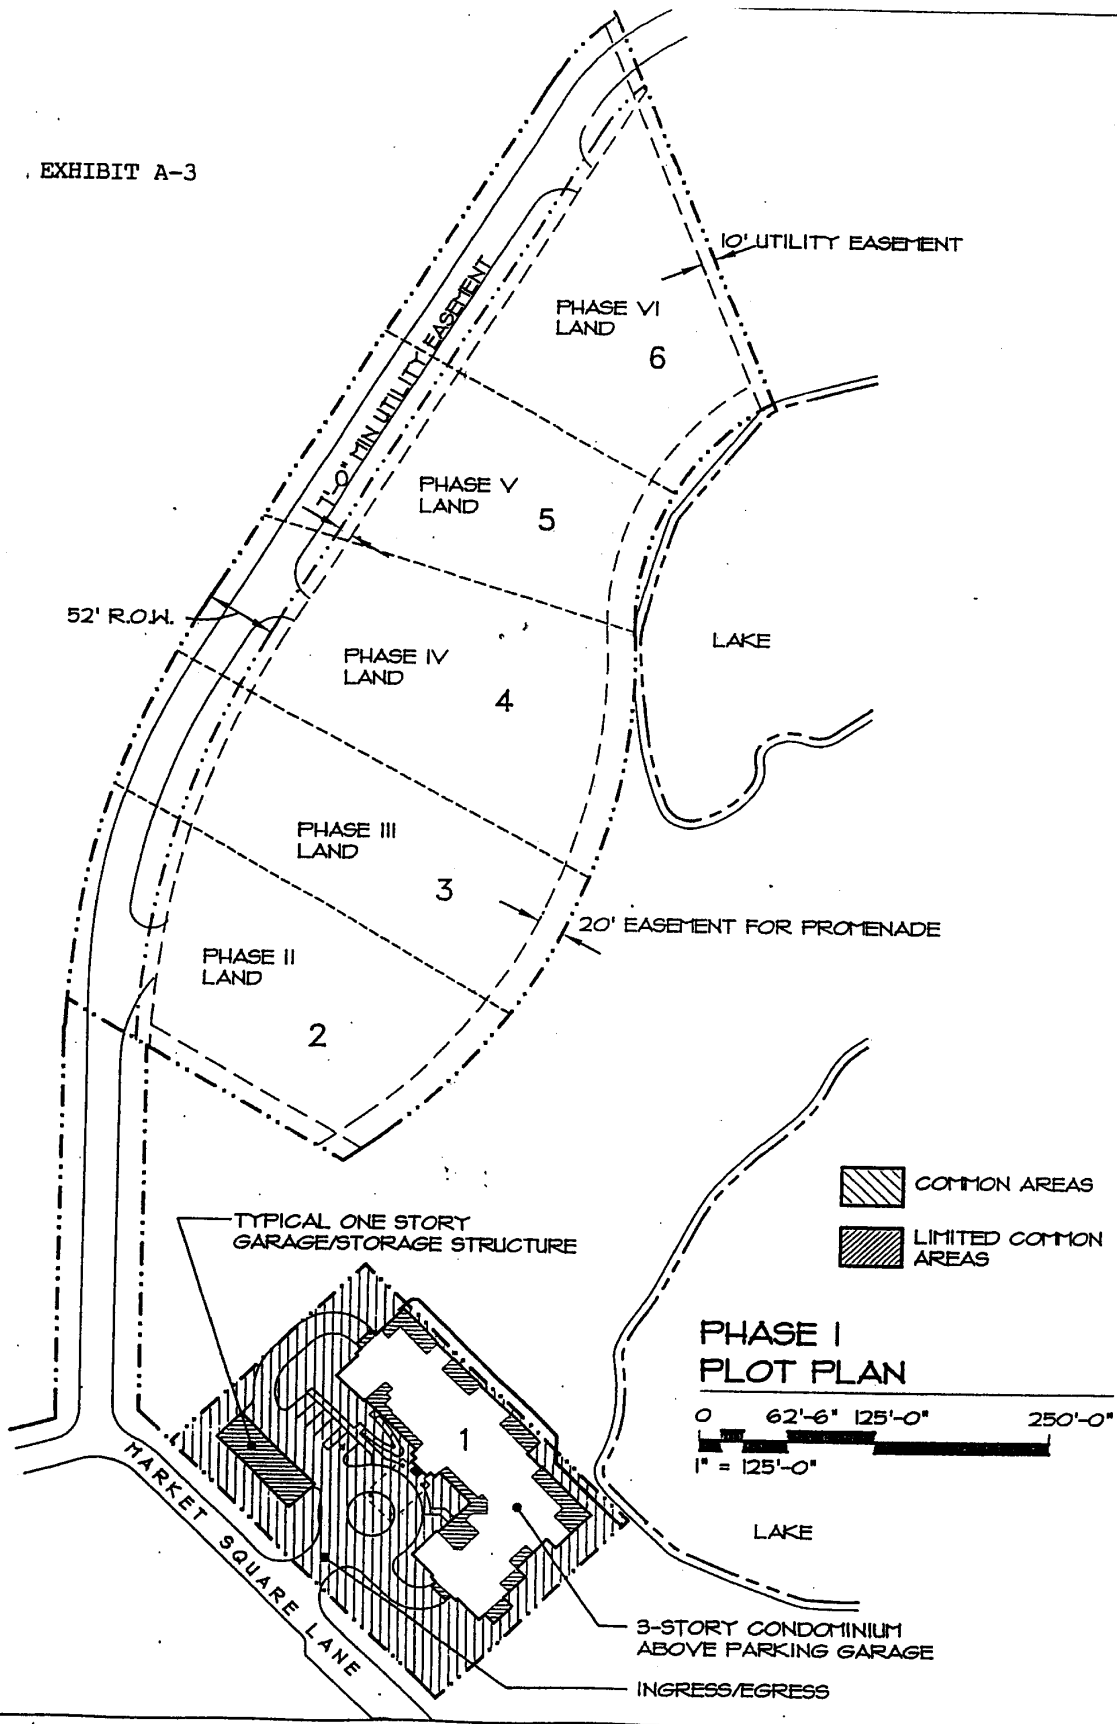 EXHIBIT A-3
10' UTILITY EASEMENT
PHASE VI
LAND
6
7'-0" MIN UTILITY EASEMENT
PHASE V
LAND
5
52' R.O.W.
LAKE
PHASE IV
LAND
4
PHASE III
LAND
3
20' EASEMENT FOR PROMENADE
PHASE II
LAND
2
COMMON AREAS
LIMITED COMMON
AREAS
TYPICAL ONE STORY
GARAGE/STORAGE STRUCTURE
PHASE I
PLOT PLAN
0 62'-6" 125'-0" 250'-0"
1" = 125'-0"
1
LAKE
MARKET SQUARE LANE
3-STORY CONDOMINIUM
ABOVE PARKING GARAGE
INGRESS/EGRESS